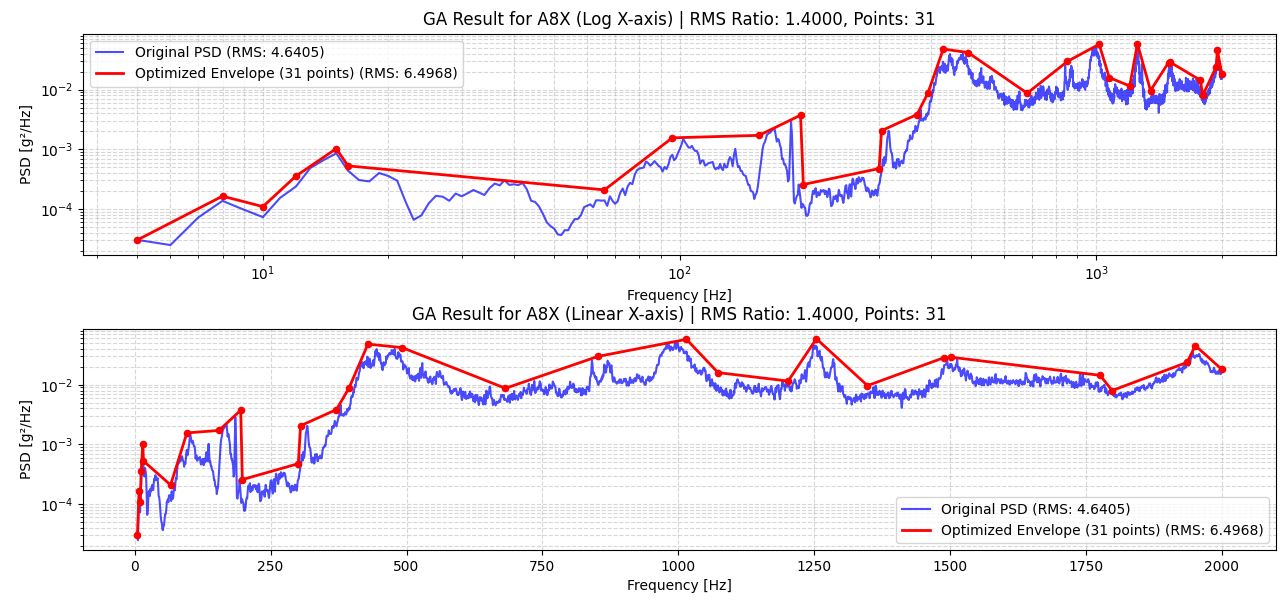 GA Result for A8X (Log X-axis) | RMS Ratio: 1.4000, Points: 31
Original PSD (RMS: 4.6405)
Optimized Envelope (31 points) (RMS: 6.4968)
PSD [g²/Hz]
10⁻²
10⁻³
10⁻⁴
10¹ 10² 10³
Frequency [Hz]
GA Result for A8X (Linear X-axis) | RMS Ratio: 1.4000, Points: 31
PSD [g²/Hz]
10⁻²
10⁻³
10⁻⁴
Original PSD (RMS: 4.6405)
Optimized Envelope (31 points) (RMS: 6.4968)
0 250 500 750 1000 1250 1500 1750 2000
Frequency [Hz]